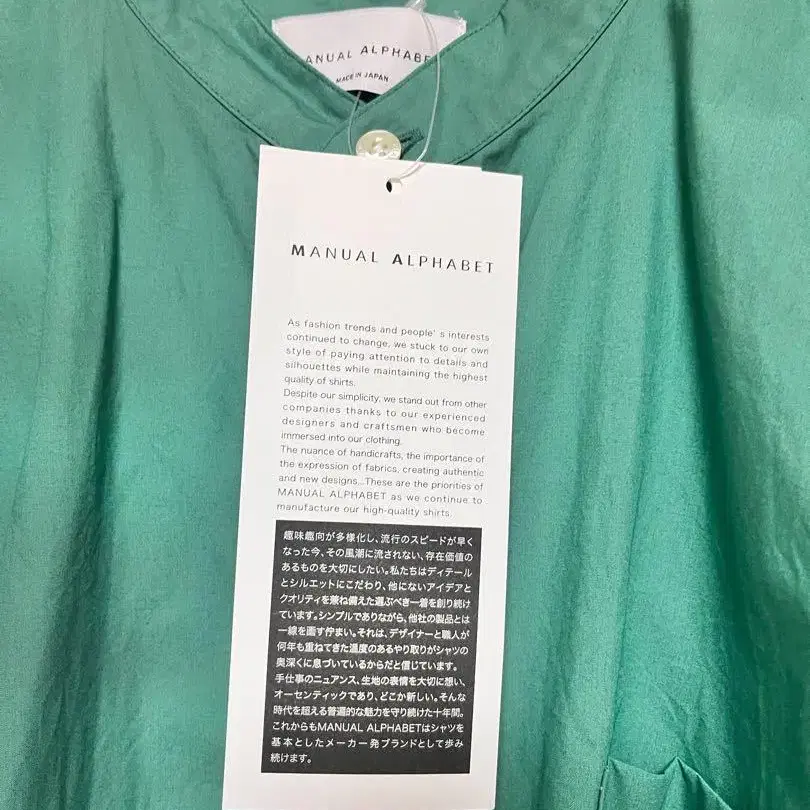 MANUAL ALPHABE
MADE IN JAPAN
MANUAL ALPHABET
As fashion trends and people' s interests
continued to change, we stuck to our own
style of paying attention to details and
silhouettes while maintaining the highest
quality of shirts.
Despite our simplicity, we stand out from other
companies thanks to our experienced
designers and craftsmen who become
immersed into our clothing.
The nuance of handicrafts, the importance of
the expression of fabrics, creating authentic
and new designs...These are the priorities of
MANUAL ALPHABET as we continue to
manufacture our high-quality shirts.
趣味趣向が多様化し、流行のスピードが早く
なった今、その風潮に流されない、存在価値の
あるものを大切にしたい。私たちはディテール
とシルエットにこだわり、他にないアイデアと
クオリティを兼ね備えた選ぶべき一着を創り続け
ています。シンプルでありながら、他社の製品とは
一線を画す佇まい。それは、デザイナーと職人が
何年も重ねてきた温度のあるやり取りがシャツの
奥深くに息づいているからだと信じています。
手仕事のニュアンス、生地の表情を大切に想い、
オーセンティックであり、どこか新しい。そんな
時代を超える普遍的な魅力を守り続けた十年間。
これからもMANUAL ALPHABETはシャツを
基本としたメーカー発ブランドとして歩み
続けます。